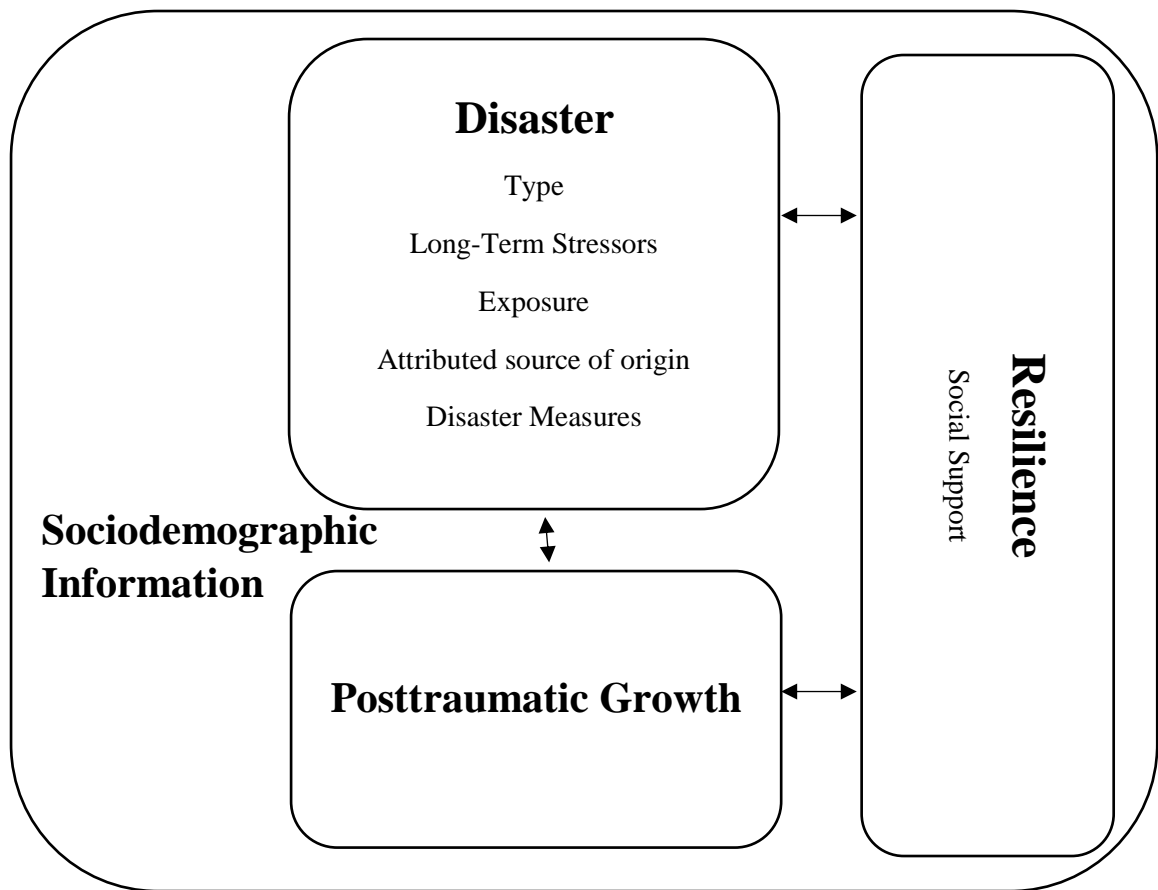 Disaster
Type
Long-Term Stressors
Exposure
Attributed source of origin
Disaster Measures
Sociodemographic
Information
Posttraumatic Growth
Resilience
Social Support